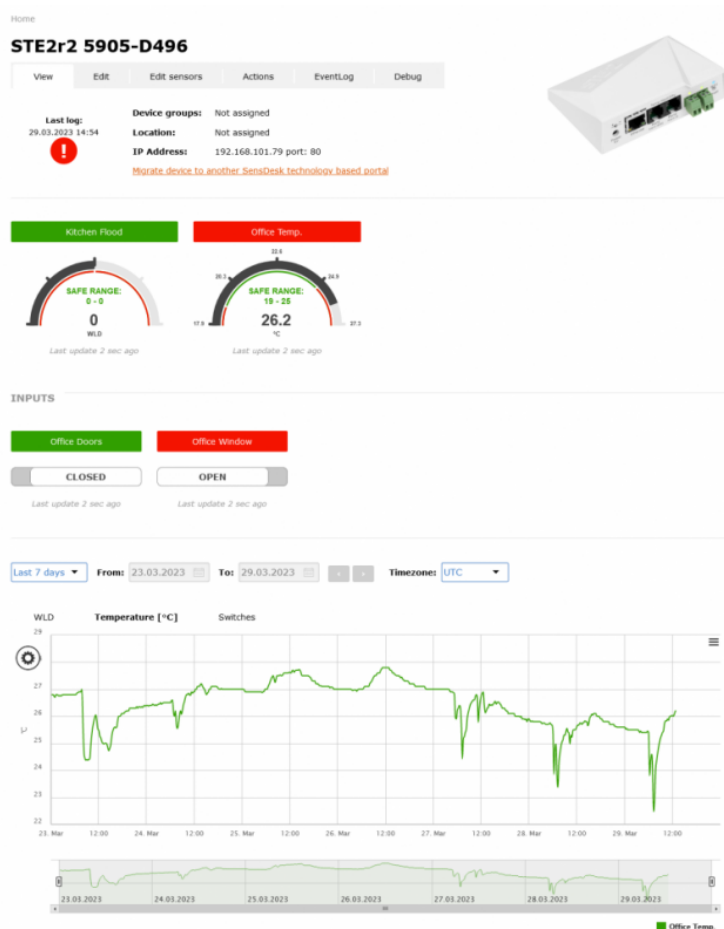 Home
STE2r2 5905-D496
View Edit Edit sensors Actions EventLog Debug
Last log:
29.03.2023 14:54
Device groups: Not assigned
Location: Not assigned
IP Address: 192.168.101.79 port: 80
Migrate device to another SensDesk technology based portal
Kitchen Flood
SAFE RANGE:
0 - 0
0
WLD
Last update 2 sec ago
Office Temp.
22.6
20.3 24.9
SAFE RANGE:
19 - 25
17.9 26.2 27.3
°C
Last update 2 sec ago
INPUTS
Office Doors Office Window
CLOSED OPEN
Last update 2 sec ago Last update 2 sec ago
Last 7 days From: 23.03.2023 To: 29.03.2023 Timezone: UTC
WLD Temperature [°C] Switches
29
27
26
°C
25
24
23
22
23. Mar 12:00 24. Mar 12:00 25. Mar 12:00 26. Mar 12:00 27. Mar 12:00 28. Mar 12:00 29. Mar 12:00
23.03.2023 24.03.2023 25.03.2023 26.03.2023 27.03.2023 28.03.2023 29.03.2023
Office Temp.